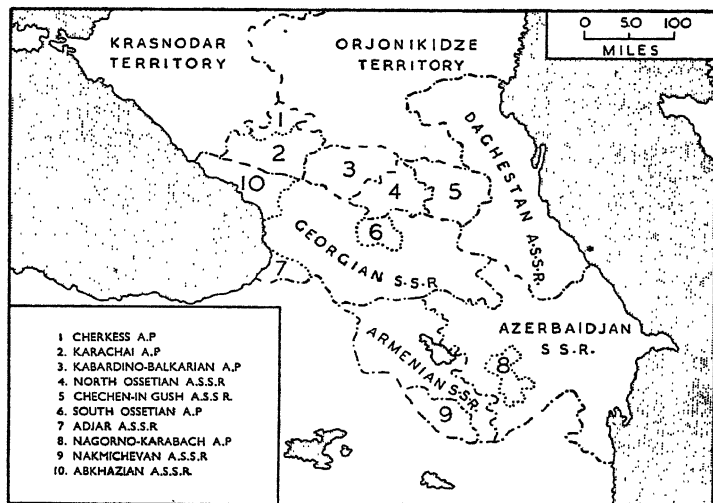 KRASNODAR
TERRITORY
ORJONIKIDZE
TERRITORY
0 50 100
MILES
DAGHESTAN A.S.S.R.
1
2
3
4
5
10
6
7
GEORGIAN S.S.R
AZERBAIDJAN
S S.R.
ARMENIAN S.S.R.
8
9
1 CHERKESS A.P
2. KARACHAI A.P
3. KABARDINO-BALKARIAN A.P
4. NORTH OSSETIAN A.S.S.R
5. CHECHEN-IN GUSH A.S.S R.
6. SOUTH OSSETIAN A.P
7 ADJAR A.S.S.R
8. NAGORNO-KARABACH A.P
9 NAKMICHEVAN A.S.S.R
10. ABKHAZIAN A.S.S.R.